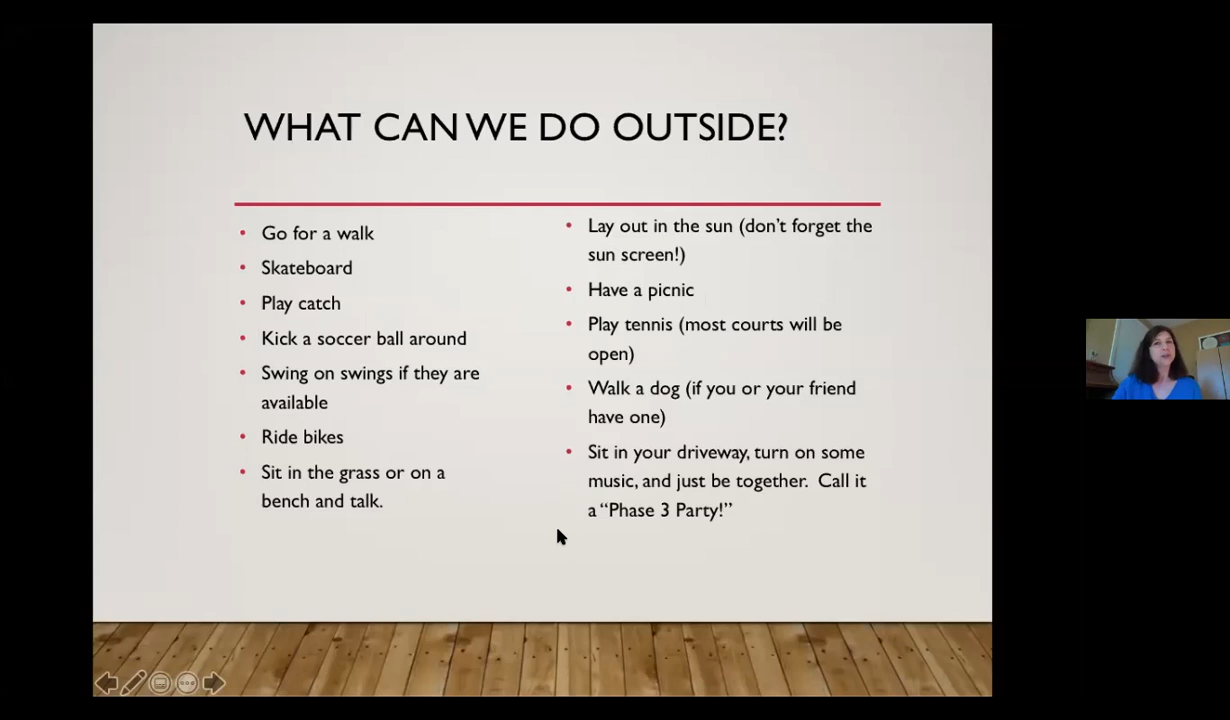 WHAT CAN WE DO OUTSIDE?
• Go for a walk
• Skateboard
• Play catch
• Kick a soccer ball around
• Swing on swings if they are
available
• Ride bikes
• Sit in the grass or on a
bench and talk.
• Lay out in the sun (don't forget the
sun screen!)
• Have a picnic
• Play tennis (most courts will be
open)
• Walk a dog (if you or your friend
have one)
• Sit in your driveway, turn on some
music, and just be together.  Call it
a “Phase 3 Party!”